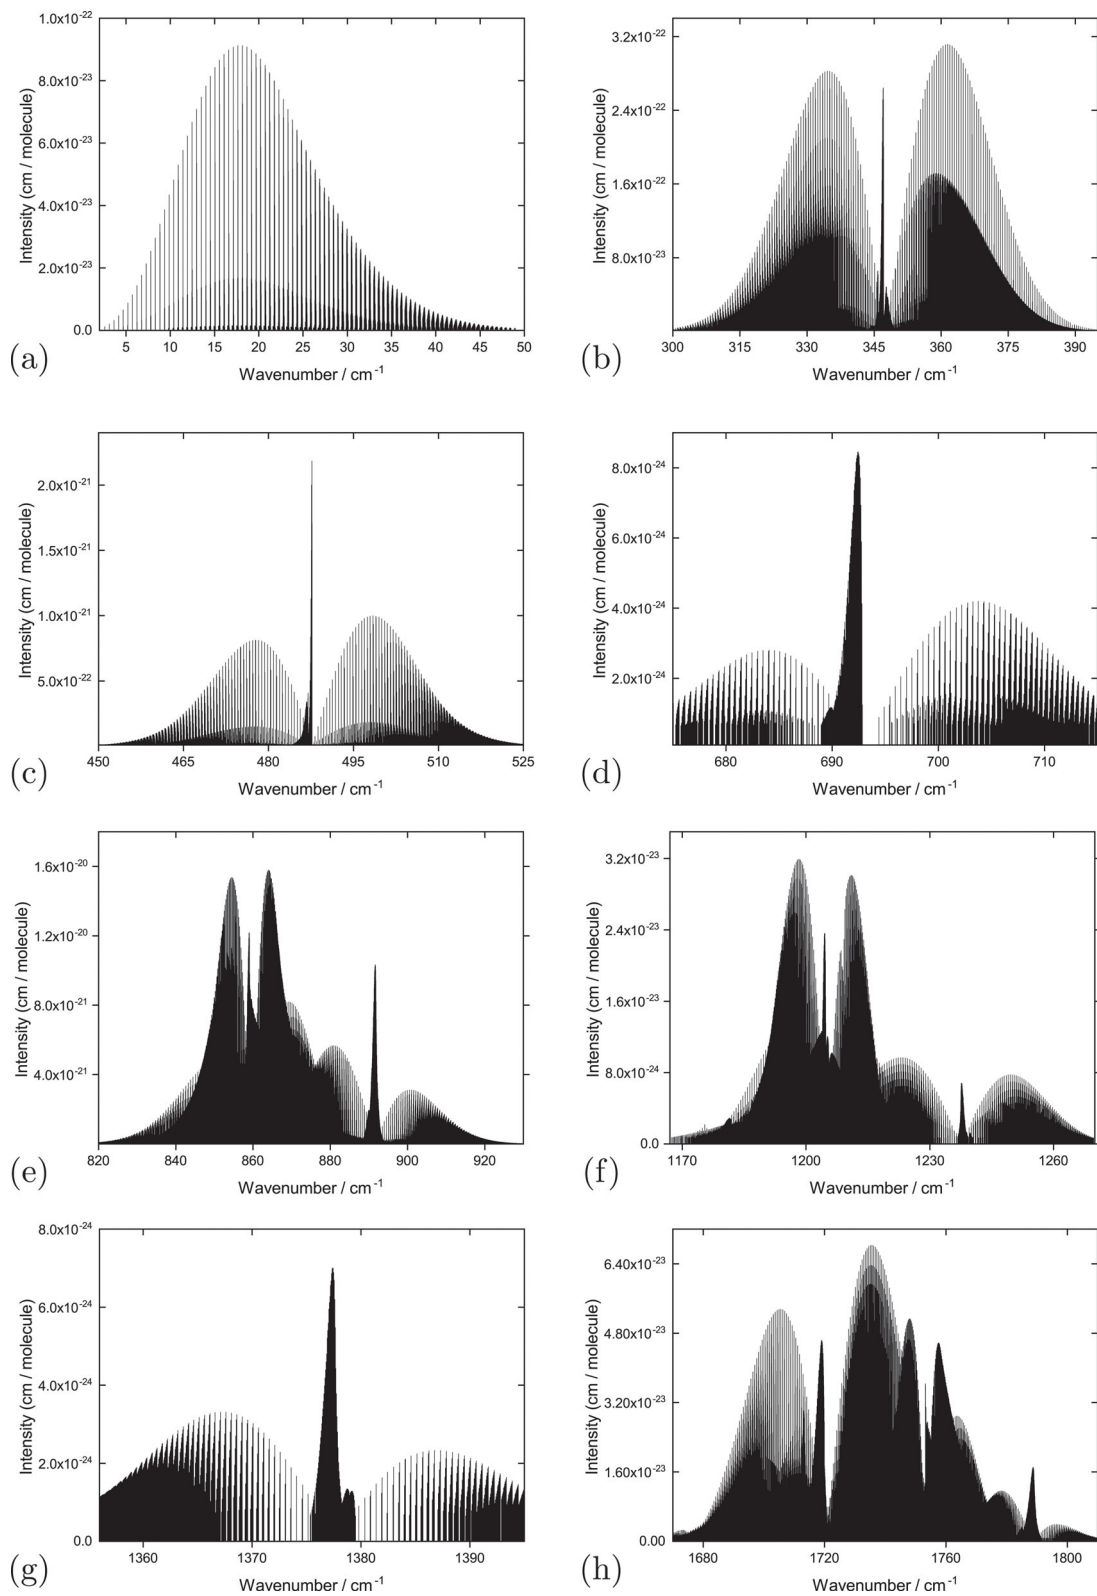 1.0x10-22
8.0x10-23
6.0x10-23
4.0x10-23
2.0x10-23
0.0
Intensity (cm / molecule)
5 10 15 20 25 30 35 40 45 50
(a)
Wavenumber / cm-1
3.2x10-22
2.4x10-22
1.6x10-22
8.0x10-23
Intensity (cm / molecule)
300 315 330 345 360 375 390
(b)
Wavenumber / cm-1
2.0x10-21
1.5x10-21
1.0x10-21
5.0x10-22
Intensity (cm / molecule)
450 465 480 495 510 525
(c)
Wavenumber / cm-1
8.0x10-24
6.0x10-24
4.0x10-24
2.0x10-24
Intensity (cm / molecule)
680 690 700 710
(d)
Wavenumber / cm-1
1.6x10-20
1.2x10-20
8.0x10-21
4.0x10-21
Intensity (cm / molecule)
820 840 860 880 900 920
(e)
Wavenumber / cm-1
3.2x10-23
2.4x10-23
1.6x10-23
8.0x10-24
0.0
Intensity (cm / molecule)
1170 1200 1230 1260
(f)
Wavenumber / cm-1
8.0x10-24
6.0x10-24
4.0x10-24
2.0x10-24
0.0
Intensity (cm / molecule)
1360 1370 1380 1390
(g)
Wavenumber / cm-1
6.40x10-23
4.80x10-23
3.20x10-23
1.60x10-23
0.00
Intensity (cm / molecule)
1680 1720 1760 1800
(h)
Wavenumber / cm-1